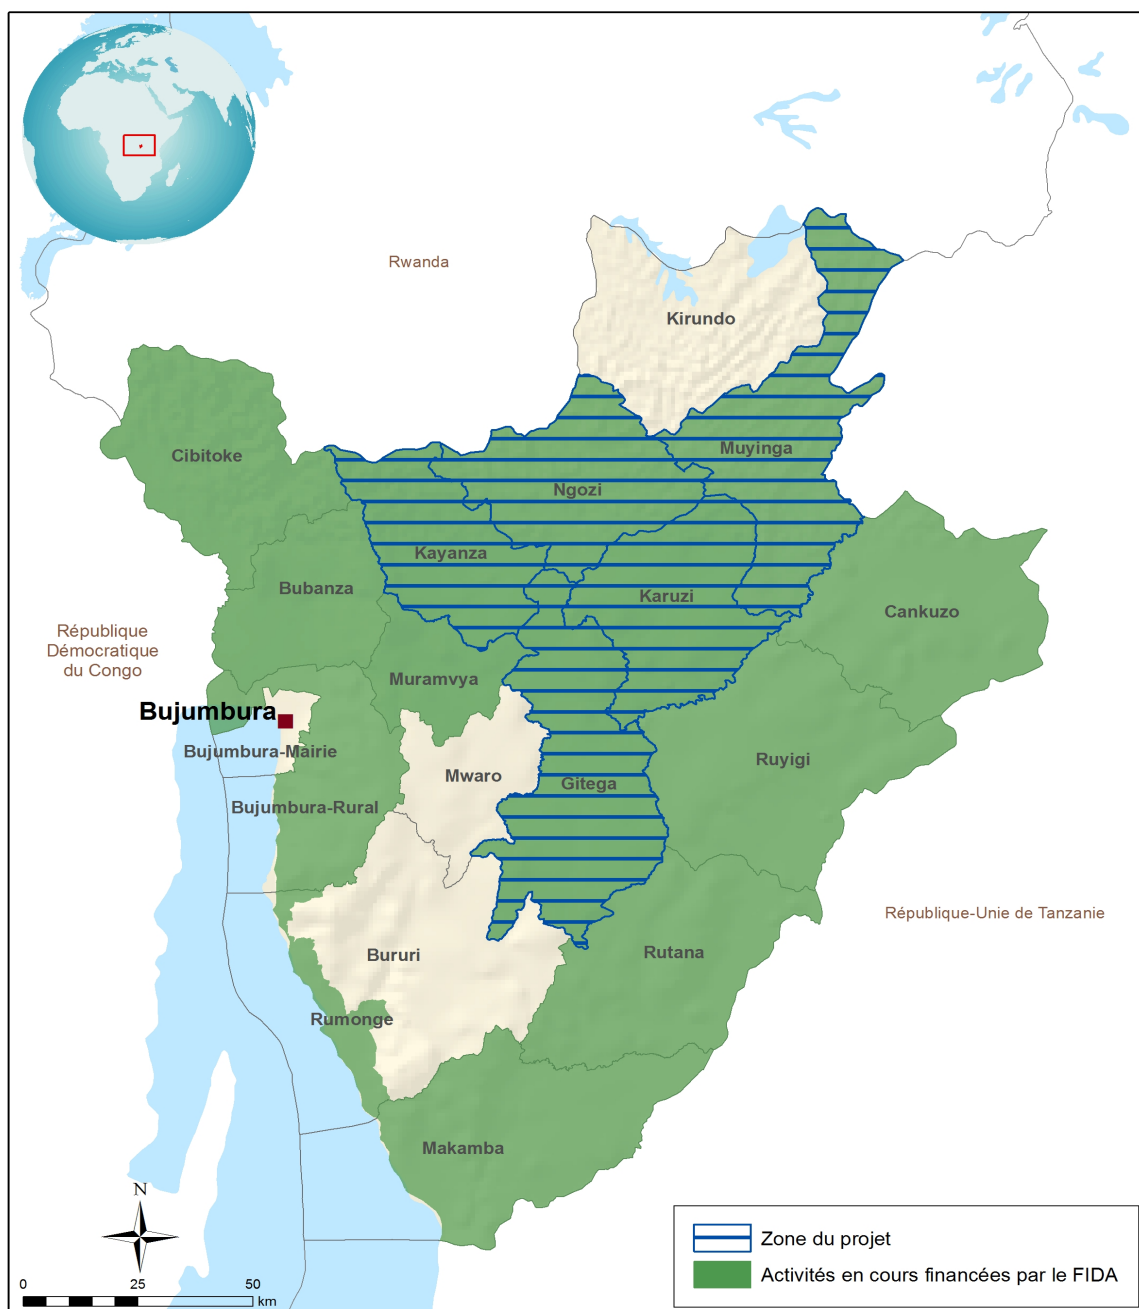 Rwanda
Kirundo
Cibitoke
Muyinga
Ngozi
Kayanza
Bubanza
Karuzi
Cankuzo
République
Démocratique
du Congo
Muramvya
Bujumbura
Bujumbura-Mairie
Mwaro
Gitega
Ruyigi
Bujumbura-Rural
République-Unie de Tanzanie
Bururi
Rutana
Rumonge
Makamba
N
0 25 50
km
Zone du projet
Activités en cours financées par le FIDA